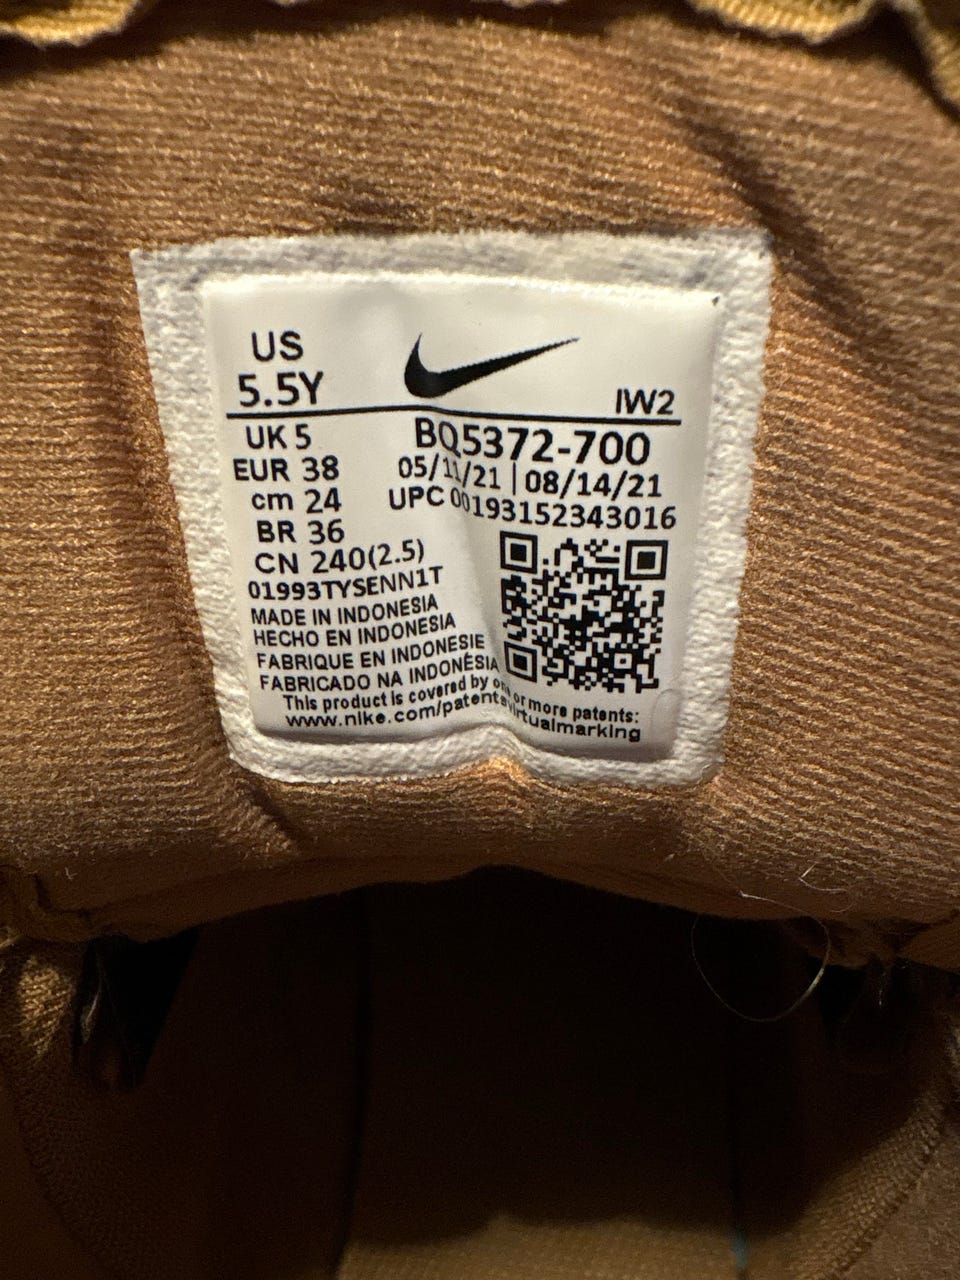 US
5.5Y
IW2
UK 5
EUR 38
cm 24
BR 36
CN 240(2.5)
BQ5372-700
05/11/21 | 08/14/21
UPC 00193152343016
01993TYSENN1T
MADE IN INDONESIA
HECHO EN INDONESIA
FABRIQUE EN INDONESIE
FABRICADO NA INDONÉSIA
This product is covered by one or more patents:
www.nike.com/patentsvirtualmarking